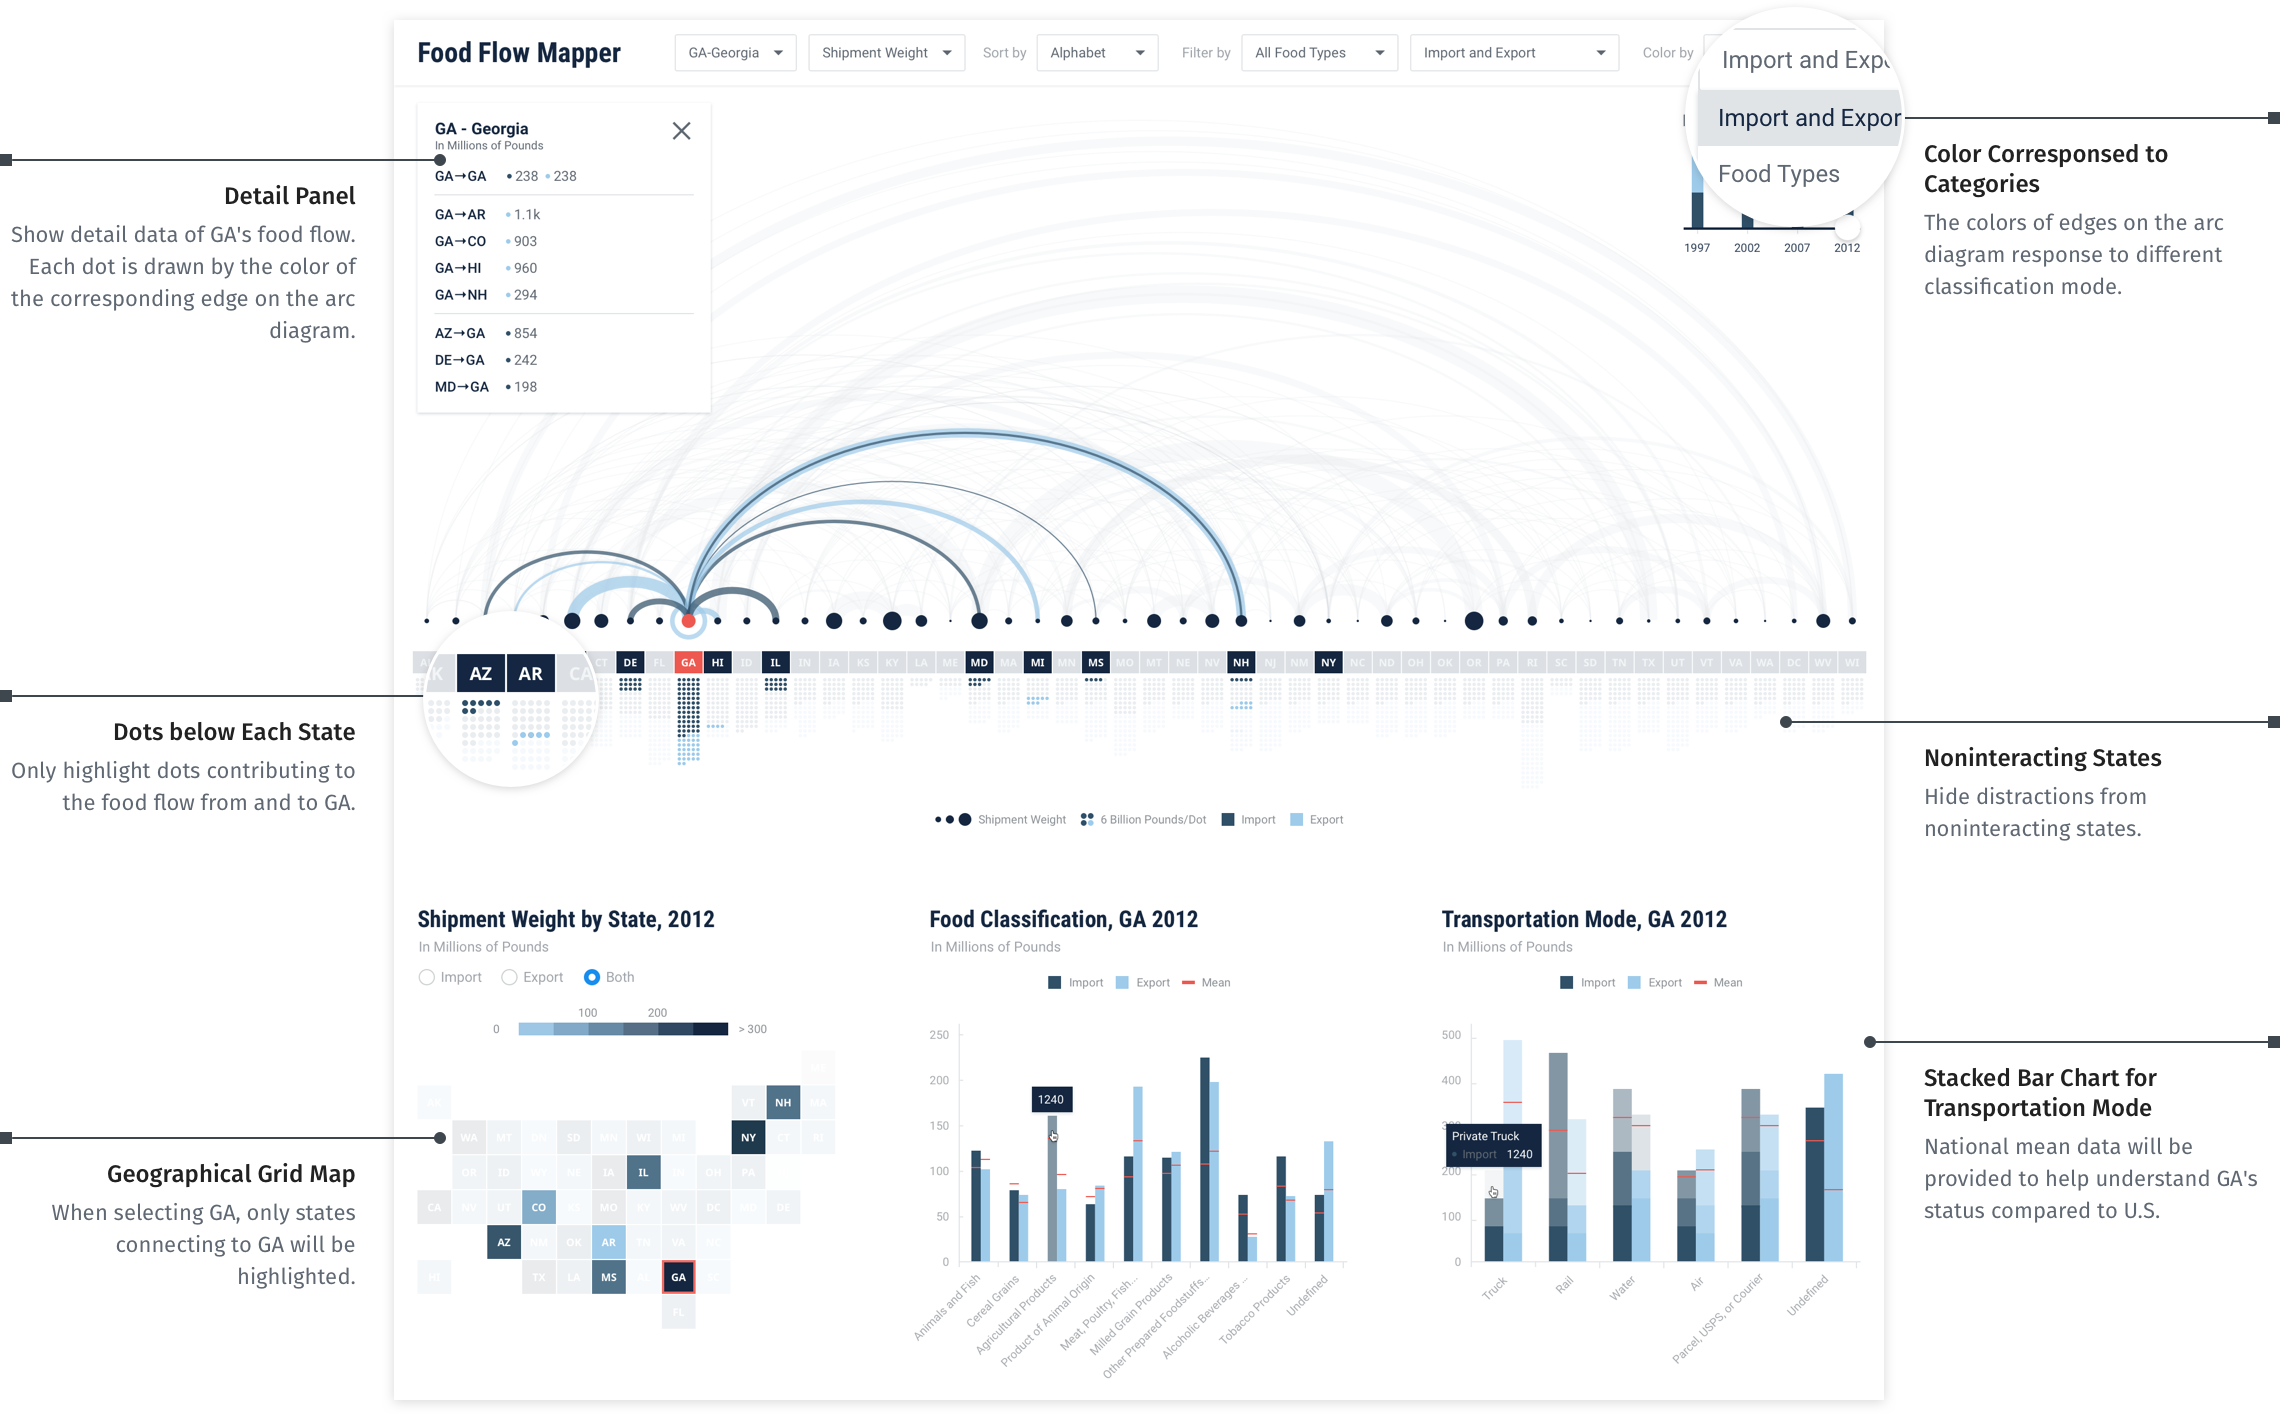 Food Flow Mapper
GA-Georgia
Shipment Weight
Sort by
Alphabet
Filter by
All Food Types
Import and Export
Color by
Import and Expo
Import and Expor
Food Types
1997 2002 2007 2012
GA - Georgia
In Millions of Pounds
GA→GA 238 238
GA→AR 1.1k
GA→CO 903
GA→HI 960
GA→NH 294
AZ→GA 854
DE→GA 242
MD→GA 198
Detail Panel
Show detail data of GA's food flow.
Each dot is drawn by the color of
the corresponding edge on the arc
diagram.
Color Corresponsed to
Categories
The colors of edges on the arc
diagram response to different
classification mode.
AZ AR CA
CT DE FL GA HI ID IL IN IA KS KY LA ME MD MA MI MN MS MO MT NE NV NH NJ NM NY NC ND OH OK OR PA RI SC SD TN TX UT VT VA WA DC WV WI
Dots below Each State
Only highlight dots contributing to
the food flow from and to GA.
Noninteracting States
Hide distractions from
noninteracting states.
Shipment Weight 6 Billion Pounds/Dot Import Export
Shipment Weight by State, 2012
In Millions of Pounds
Import Export Both
100 200
0 > 300
VT NH MA
WA MT SD MN WI MI NY CT RI
OR ID WY NE IA IL OH PA
CA NV UT CO MO KY WV DC DE
AZ NM OK AR TN VA
HI TX LA MS GA
FL
Geographical Grid Map
When selecting GA, only states
connecting to GA will be
highlighted.
Food Classification, GA 2012
In Millions of Pounds
Import Export Mean
250
200
150
100
50
0
1240
Animals and Fish
Cereal Grains
Agricultural Products
Product of Animal Origin
Meat, Poultry, Fish...
Milled Grain Products
Other Prepared Foodstuffs...
Alcoholic Beverages ...
Tobacco Products
Undefined
Transportation Mode, GA 2012
In Millions of Pounds
Import Export Mean
500
400
300
200
100
0
Private Truck
Import 1240
Truck
Rail
Water
Air
Parcel, USPS, or Courier
Undefined
Stacked Bar Chart for
Transportation Mode
National mean data will be
provided to help understand GA's
status compared to U.S.